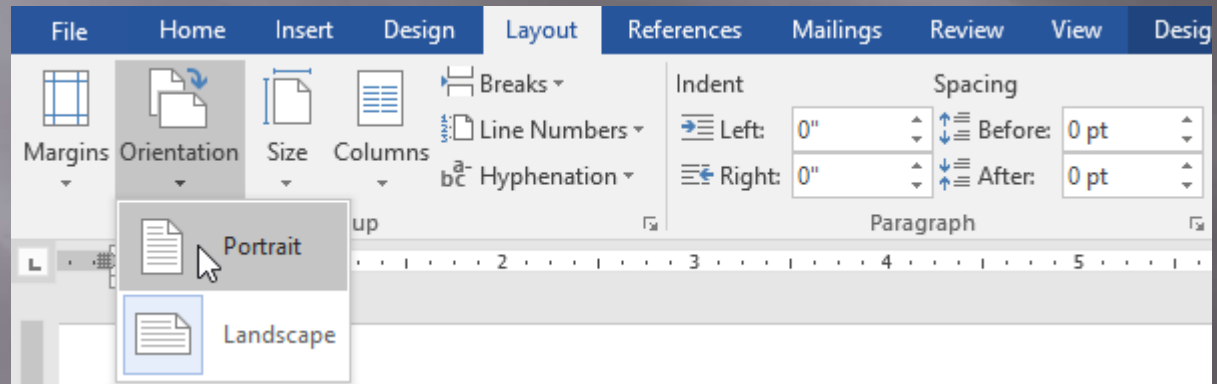 File Home Insert Design Layout References Mailings Review View Desig
Breaks Indent Spacing
Line Numbers Left: 0" Before: 0 pt
Margins Orientation Size Columns
Hyphenation Right: 0" After: 0 pt
up Paragraph
Portrait
L 2 3 4 5
Landscape